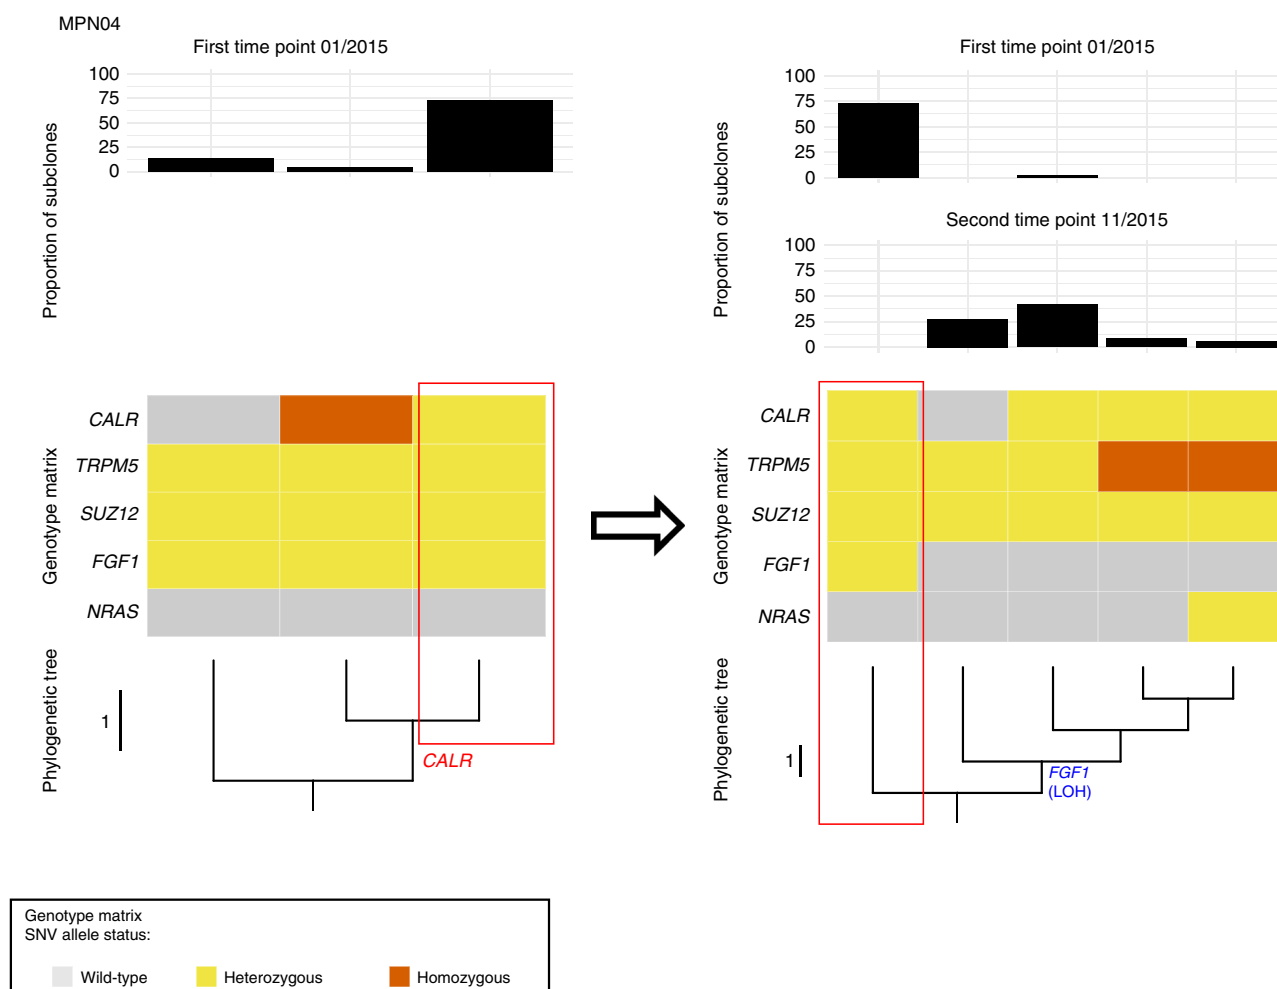 MPN04
First time point 01/2015
100
75
50
25
0
Proportion of subclones
CALR
TRPM5
SUZ12
FGF1
NRAS
Genotype matrix
Phylogenetic tree
1
CALR
First time point 01/2015
100
75
50
25
0
Second time point 11/2015
100
75
50
25
0
Proportion of subclones
CALR
TRPM5
SUZ12
FGF1
NRAS
Genotype matrix
Phylogenetic tree
1
FGF1
(LOH)
Genotype matrix
SNV allele status:
Wild-type Heterozygous Homozygous